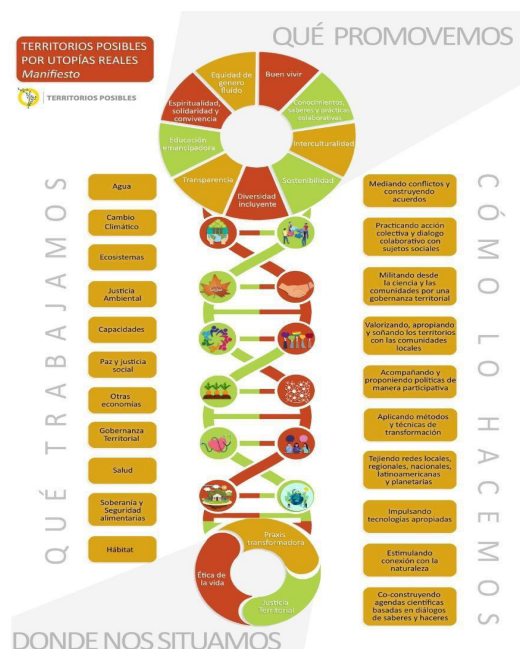 TERRITORIOS POSIBLES
POR UTOPÍAS REALES
Manifiesto
TERRITORIOS POSIBLES
QUÉ PROMOVEMOS
Buen vivir
Conocimientos,
saberes y prácticas
colaborativas
Interculturalidad
Sostenibilidad
Diversidad
incluyente
Transparencia
Educación
emancipadora
Espiritualidad,
solidaridad y
convivencia
Equidad de
genero
fluido
QUÉ TRABAJAMOS
Agua
Cambio
Climático
Ecosistemas
Justicia
Ambiental
Capacidades
Paz y justicia
social
Otras
economías
Gobernanza
Territorial
Salud
Soberanía y
Seguridad
alimentarias
Hábitat
CÓMO LO HACEMOS
Mediando conflictos y
construyendo
acuerdos
Practicando acción
colectiva y dialogo
colaborativo con
sujetos sociales
Militando desde
la ciencia y las
comunidades por una
gobernanza territorial
Valorizando, apropiando
y soñando los territorios
con las comunidades
locales
Acompañando y
proponiendo políticas de
manera participativa
Aplicando métodos
y técnicas de
transformación
Tejiendo redes locales,
regionales, nacionales,
latinoamericanas
y planetarias
Impulsando
tecnologías apropiadas
Estimulando
conexión con la
naturaleza
Co-construyendo
agendas científicas
basadas en diálogos
de saberes y haceres
Praxis
transformadora
Ética de
la vida
Justicia
Territorial
DONDE NOS SITUAMOS